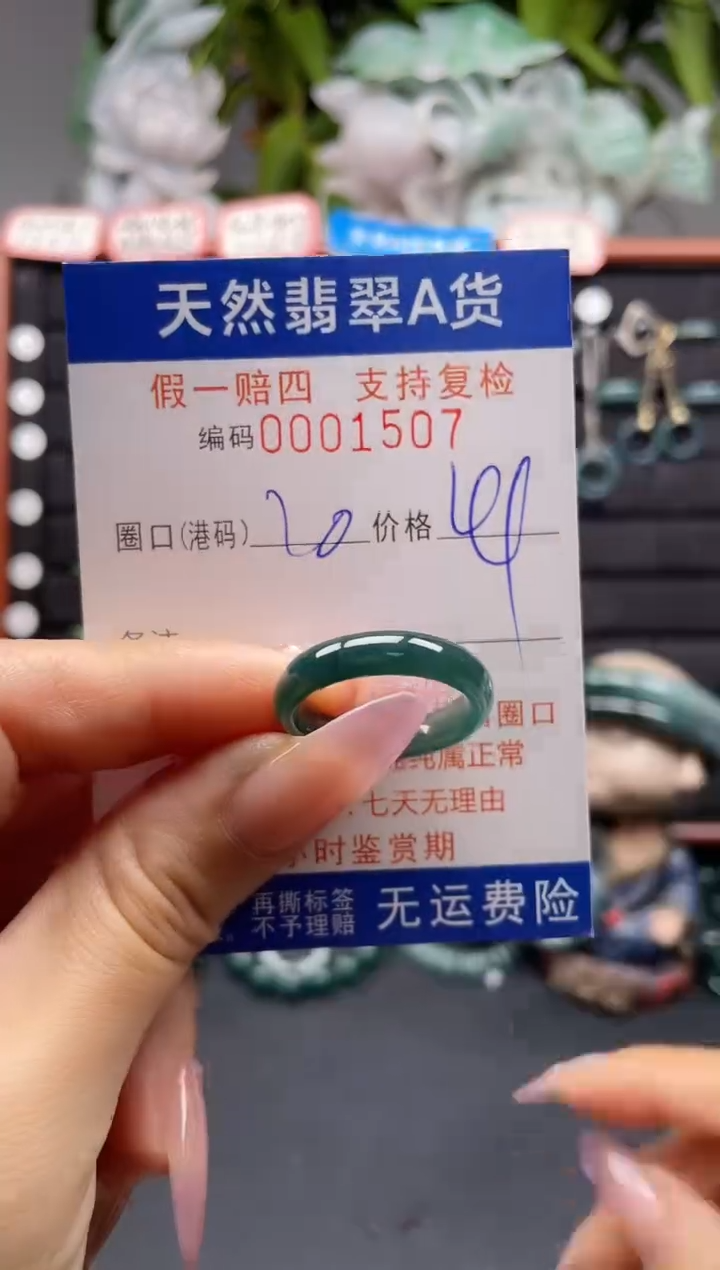 天然翡翠A货
假一赔四 支持复检
编码0001507
圈口(港码) 20 价格
圈口
纯属正常
七天无理由
小时鉴赏期
再撕标签
不予理赔
无运费险